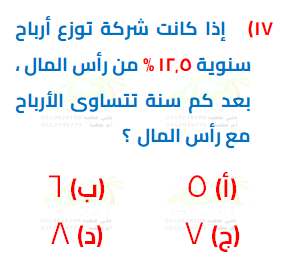 ١٧) إذا كانت شركة توزع أرباح
سنوية ١٢,٥ % من رأس المال ،
بعد كم سنة تتساوى الأرباح
مع رأس المال ؟
(أ) ٥ (ب) ٦
(ج) ٧ (د) ٨